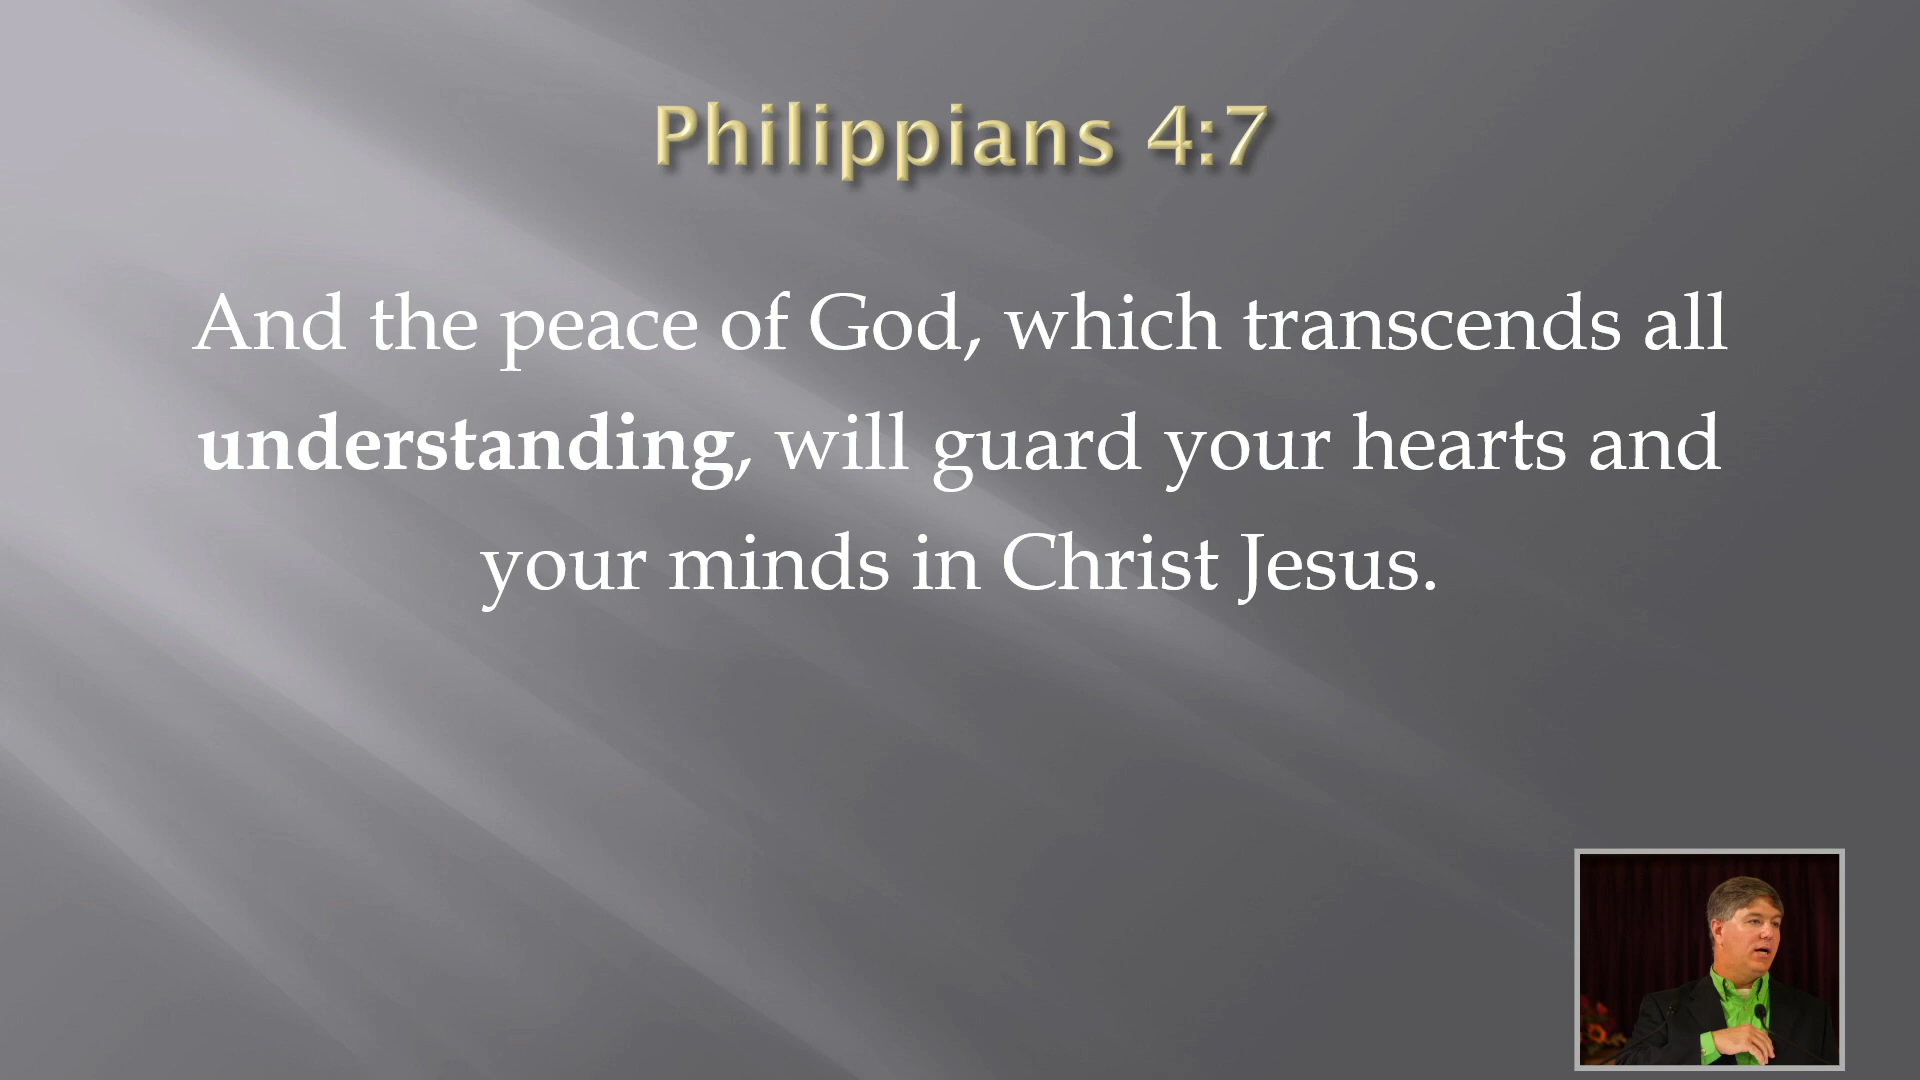 Philippians 4:7
And the peace of God, which transcends all
understanding, will guard your hearts and
your minds in Christ Jesus.